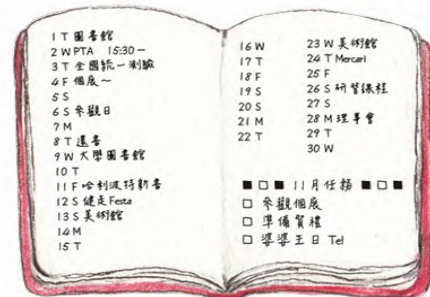 1 T 圖書館
2 W PTA 15:30－
3 T 全國統一測驗
4 F 個展～
5 S
6 S 參觀日
7 M
8 T 還書
9 W 大學圖書館
10 T
11 F 哈利波特新書
12 S 健走 Festa
13 S 美術館
14 M
15 T
16 W
17 T
18 F
19 S
20 S
21 M
22 T
23 W 美術館
24 T Mercari
25 F
26 S 研習課程
27 S
28 M 理事會
29 T
30 W
■□■ 11月任務 ■□■
□ 參觀個展
□ 準備賀禮
□ 婆婆生日 Tel